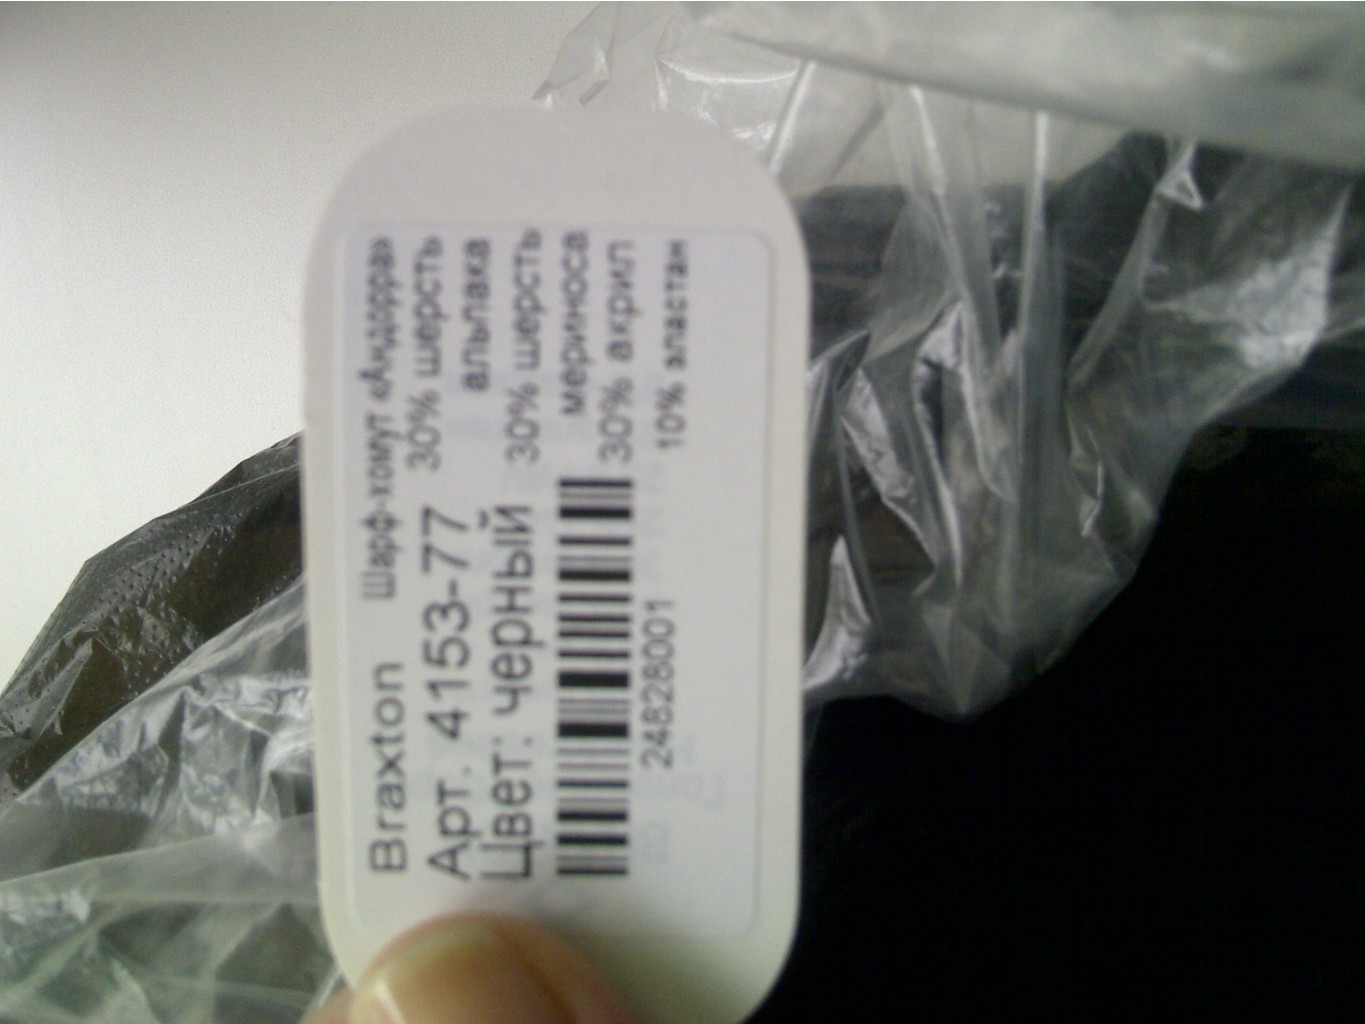 Braxton Шарф-хомут «Андорра»
Арт. 4153-77 30% шерсть
альпака
Цвет: черный 30% шерсть
мериноса
30% акрил
24828001 10% эластан